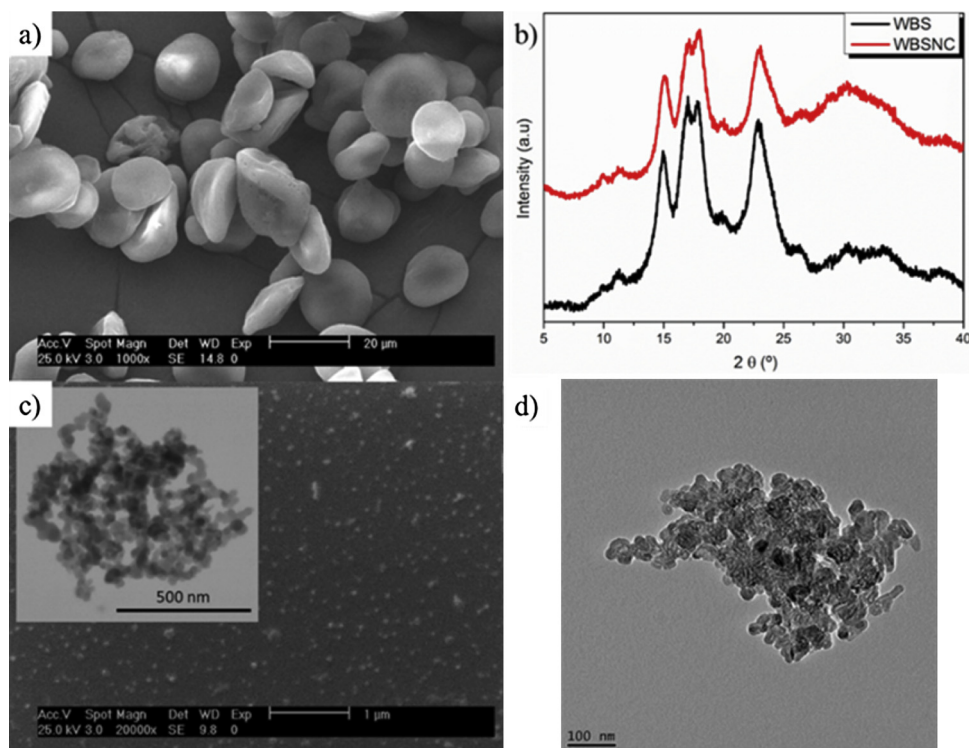 a)
Acc.V Spot Magn Det WD Exp 20 µm
25.0 kV 3.0 1000x SE 14.8 0
b)
WBS
WBSNC
Intensity (a.u)
5 10 15 20 25 30 35 40
2 θ (º)
c)
500 nm
Acc.V Spot Magn Det WD Exp 1 µm
25.0 kV 3.0 20000x SE 9.8 0
d)
100 nm